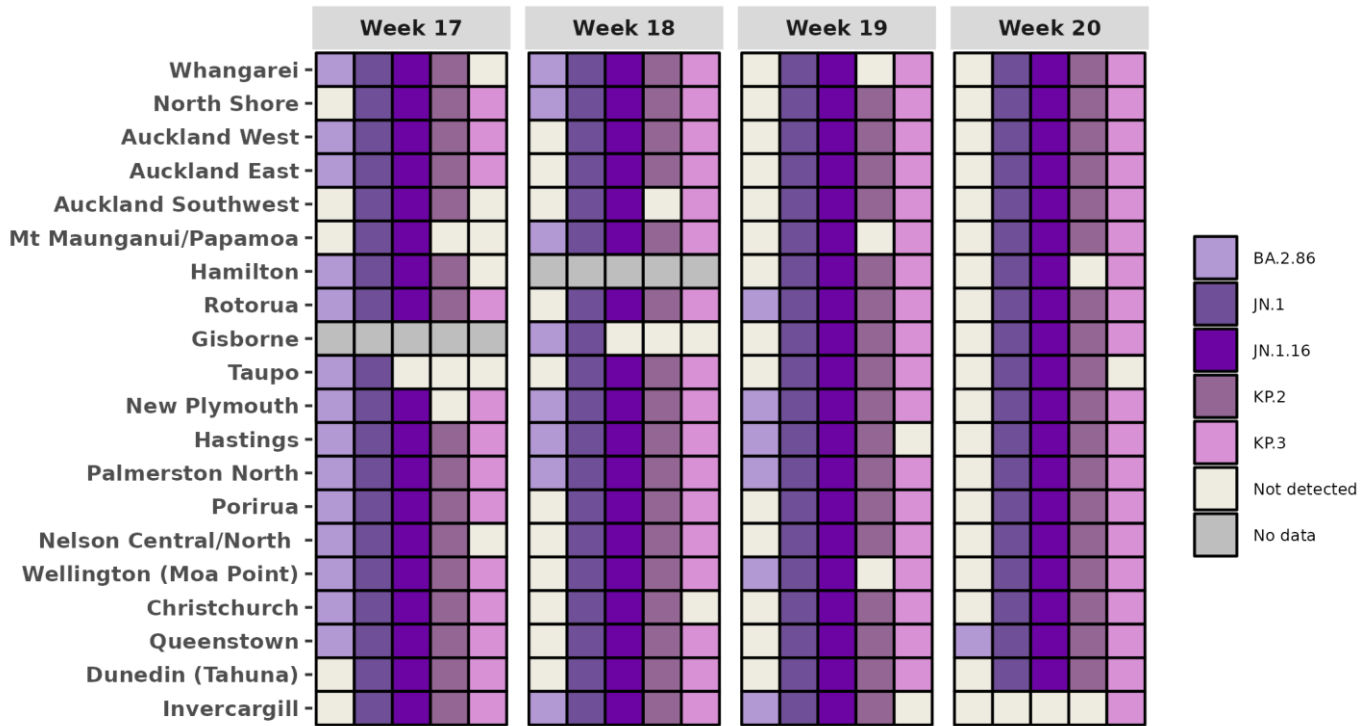 Week 17 Week 18 Week 19 Week 20
Whangarei
North Shore
Auckland West
Auckland East
Auckland Southwest
Mt Maunganui/Papamoa
Hamilton
Rotorua
Gisborne
Taupo
New Plymouth
Hastings
Palmerston North
Porirua
Nelson Central/North
Wellington (Moa Point)
Christchurch
Queenstown
Dunedin (Tahuna)
Invercargill
BA.2.86
JN.1
JN.1.16
KP.2
KP.3
Not detected
No data